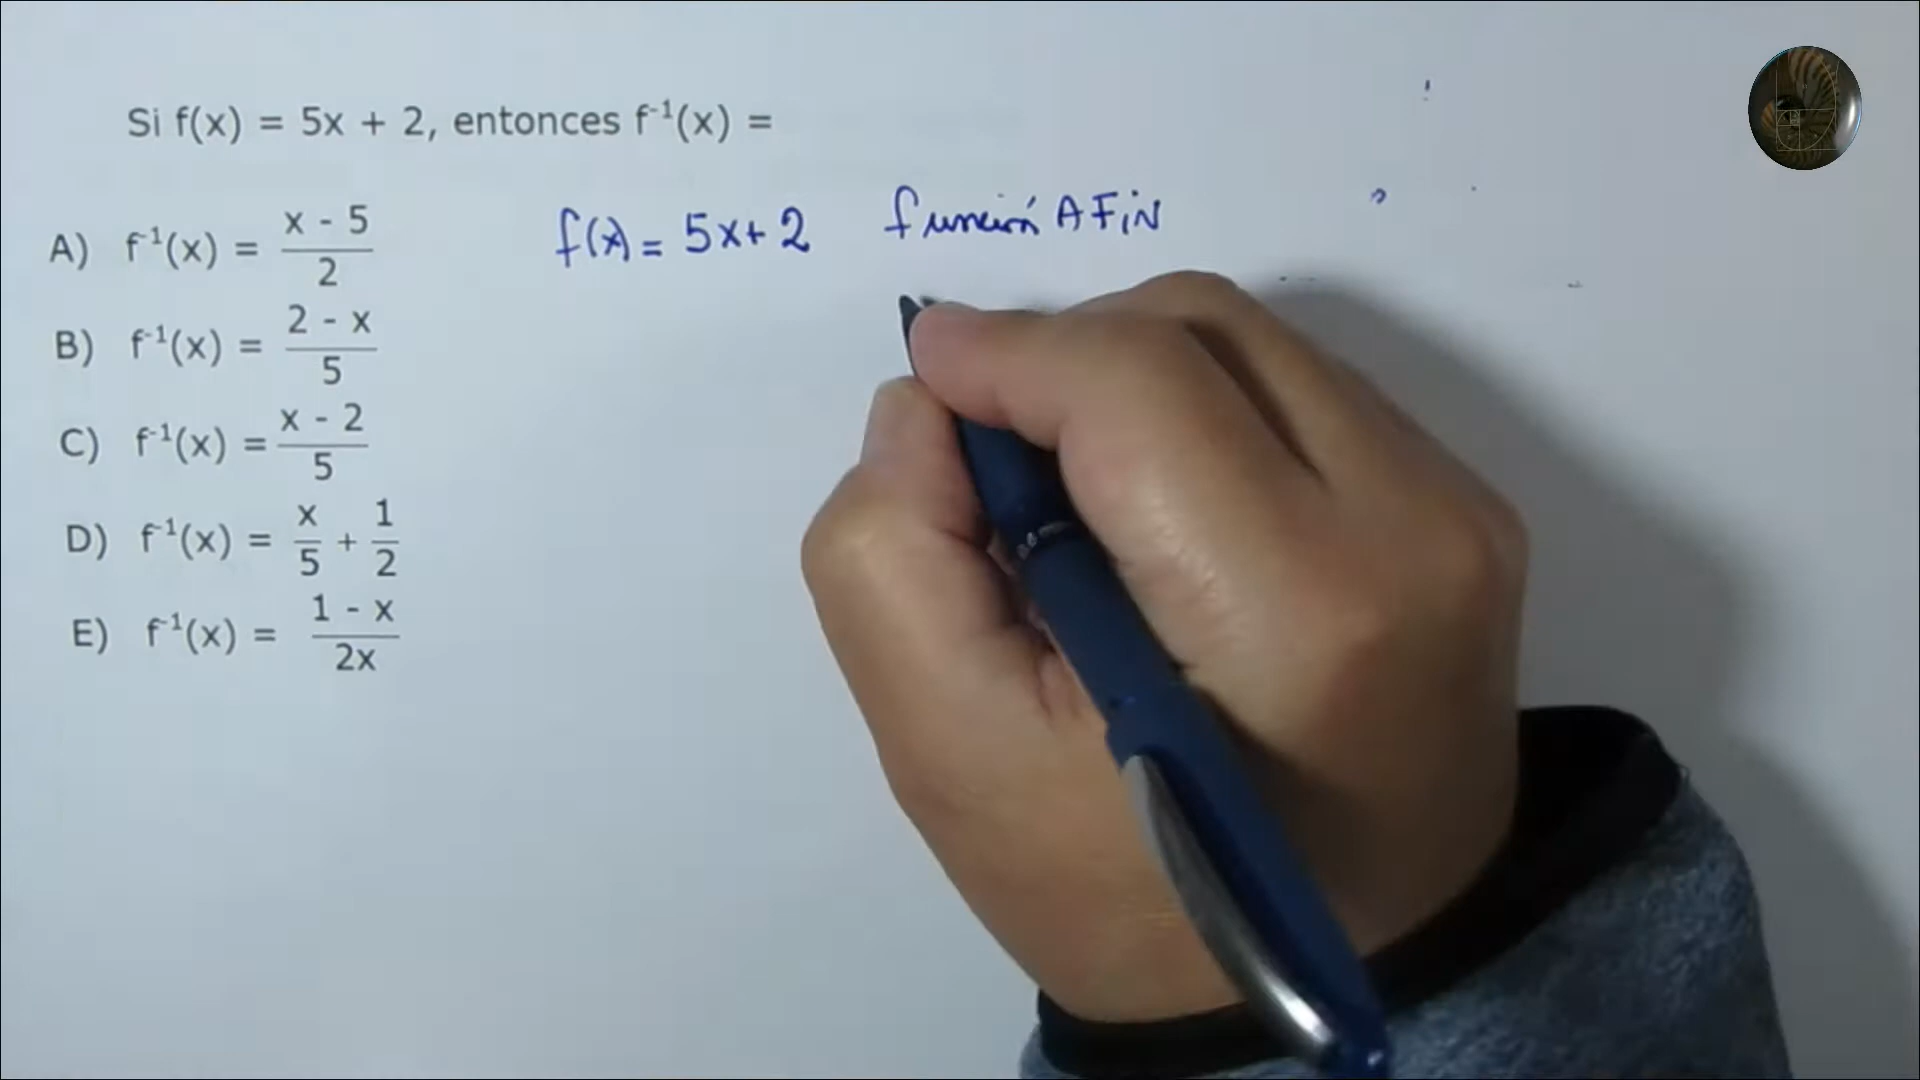 Si f(x) = 5x + 2, entonces f⁻¹(x) =
f(x) = 5x+2 función AFiN
A) f⁻¹(x) = (x - 5)/2
B) f⁻¹(x) = (2 - x)/5
C) f⁻¹(x) = (x - 2)/5
D) f⁻¹(x) = x/5 + 1/2
E) f⁻¹(x) = (1 - x)/2x